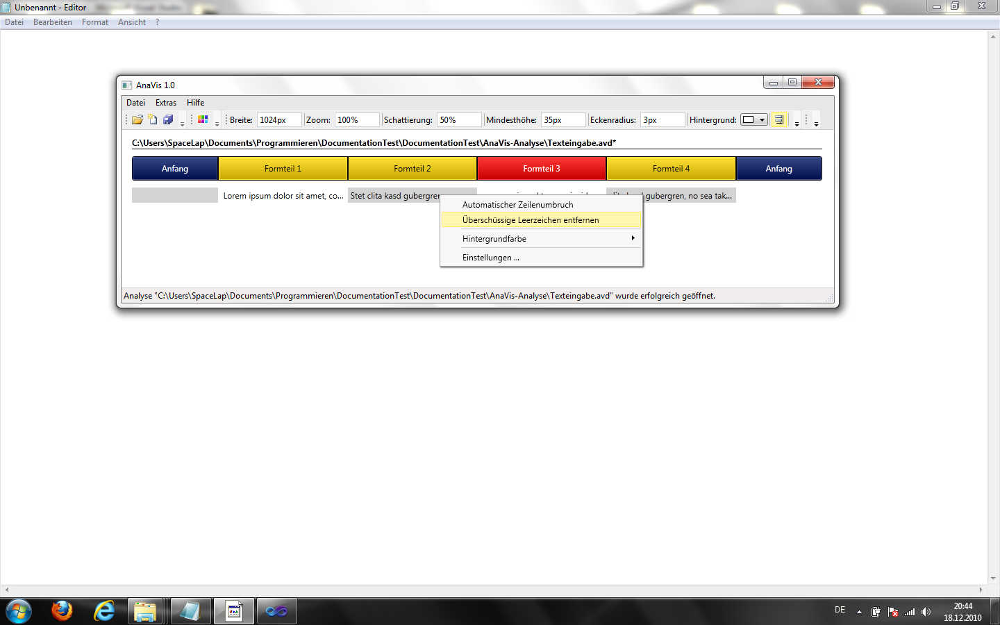 Unbenannt - Editor
Datei Bearbeiten Format Ansicht ?
AnaVis 1.0
Datei Extras Hilfe
Breite: 1024px Zoom: 100% Schattierung: 50% Mindesthöhe: 35px Eckenradius: 3px Hintergrund:
C:\Users\SpaceLap\Documents\Programmieren\DocumentationTest\DocumentationTest\AnaVis-Analyse\Texteingabe.avd*
Anfang Formteil 1 Formteil 2 Formteil 3 Formteil 4 Anfang
Lorem ipsum dolor sit amet, co... Stet clita kasd gubergren gubergren, no sea tak...
Automatischer Zeilenumbruch
Überschüssige Leerzeichen entfernen
Hintergrundfarbe
Einstellungen ...
Analyse "C:\Users\SpaceLap\Documents\Programmieren\DocumentationTest\DocumentationTest\AnaVis-Analyse\Texteingabe.avd" wurde erfolgreich geöffnet.
DE 20:44
18.12.2010